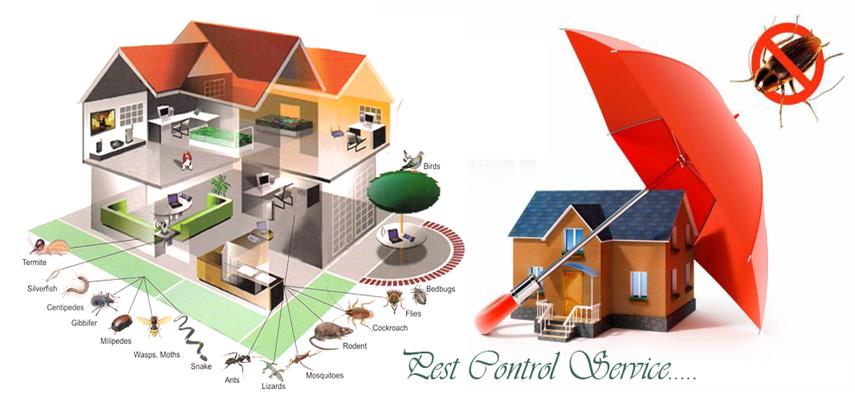 Birds
Termite
Silverfish
Centipedes
Gibbifer
Milipedes
Wasps, Moths
Snake
Ants
Lizards
Mosquitoes
Rodent
Cockroach
Flies
Bedbugs
Pest Control Service.....